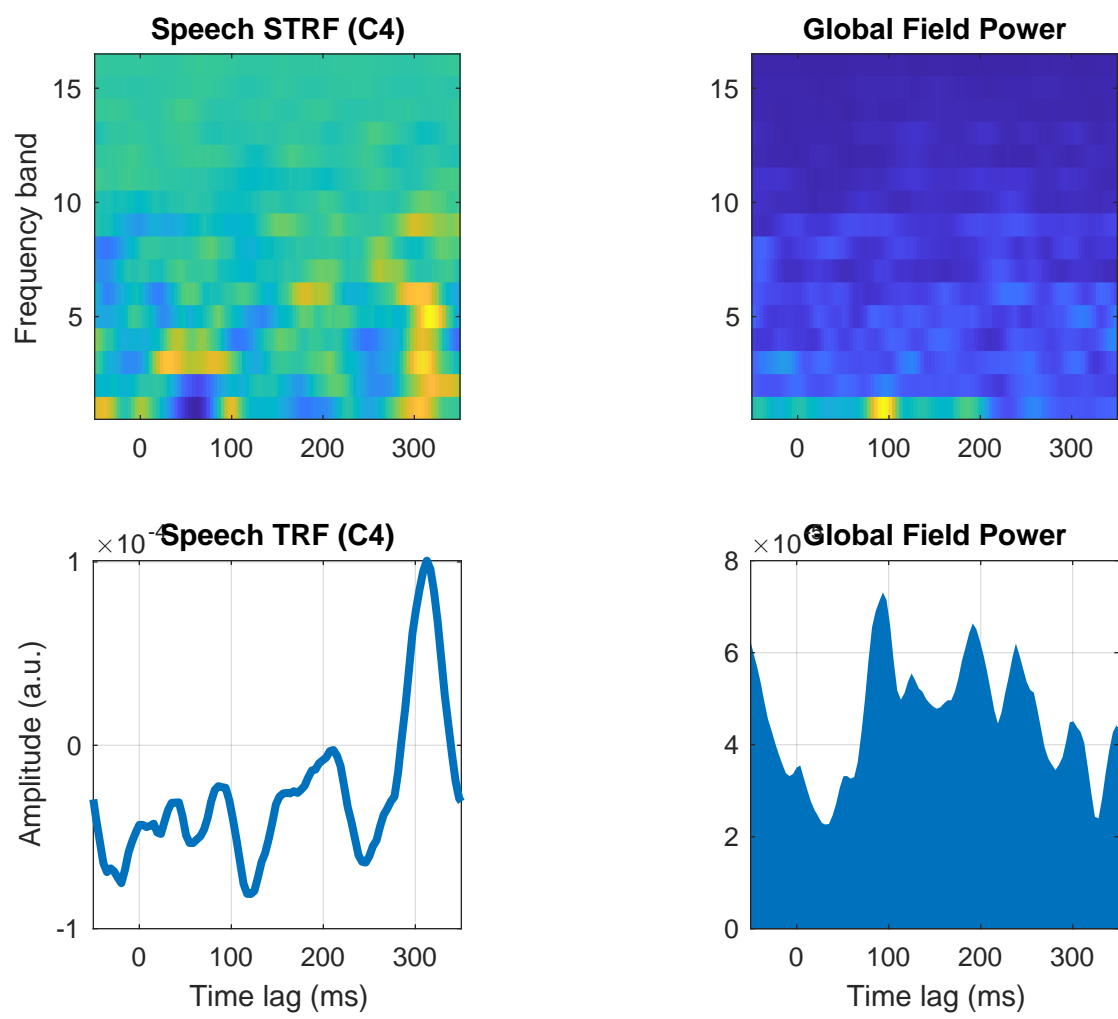 Speech STRF (C4)
Frequency band
15
10
5
0 100 200 300
Global Field Power
15
10
5
0 100 200 300
Speech TRF (C4)
×10⁻⁴
Amplitude (a.u.)
1
0
-1
0 100 200 300
Time lag (ms)
Global Field Power
×10
8
6
4
2
0
0 100 200 300
Time lag (ms)